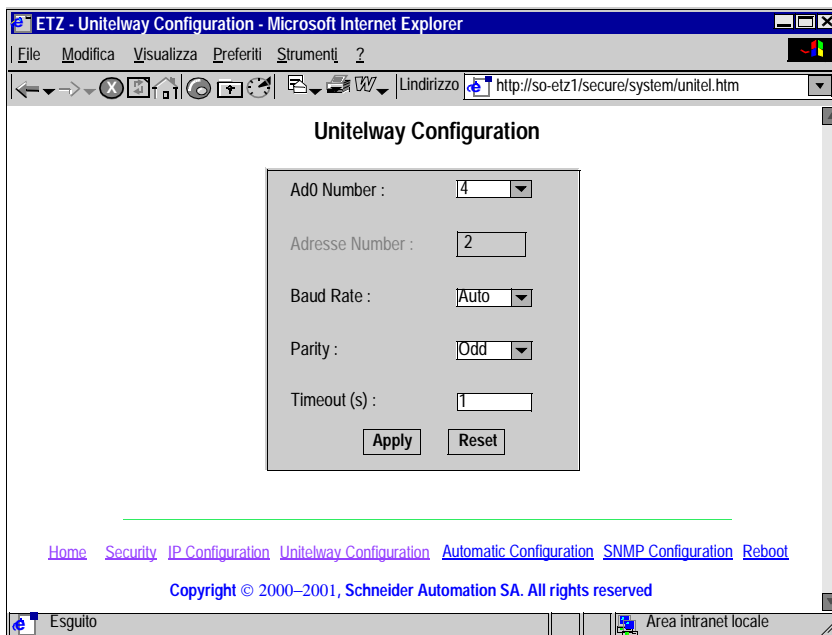 ETZ - Unitelway Configuration - Microsoft Internet Explorer
File Modifica Visualizza Preferiti Strumenti ?
Lindirizzo http://so-etz1/secure/system/unitel.htm
Unitelway Configuration
Ad0 Number : 4
Adresse Number : 2
Baud Rate : Auto
Parity : Odd
Timeout (s) : 1
Apply Reset
Home Security IP Configuration Unitelway Configuration Automatic Configuration SNMP Configuration Reboot
Copyright © 2000–2001, Schneider Automation SA. All rights reserved
Esguito Area intranet locale